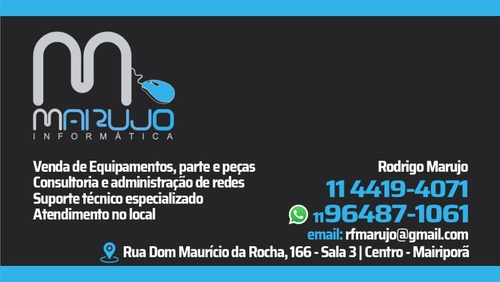 MARUJO
INFORMÁTICA
Venda de Equipamentos, parte e peças
Consultoria e administração de redes
Suporte técnico especializado
Atendimento no local
Rodrigo Marujo
11 4419-4071
11 96487-1061
email: rfmarujo@gmail.com
Rua Dom Maurício da Rocha, 166 - Sala 3 | Centro - Mairiporã